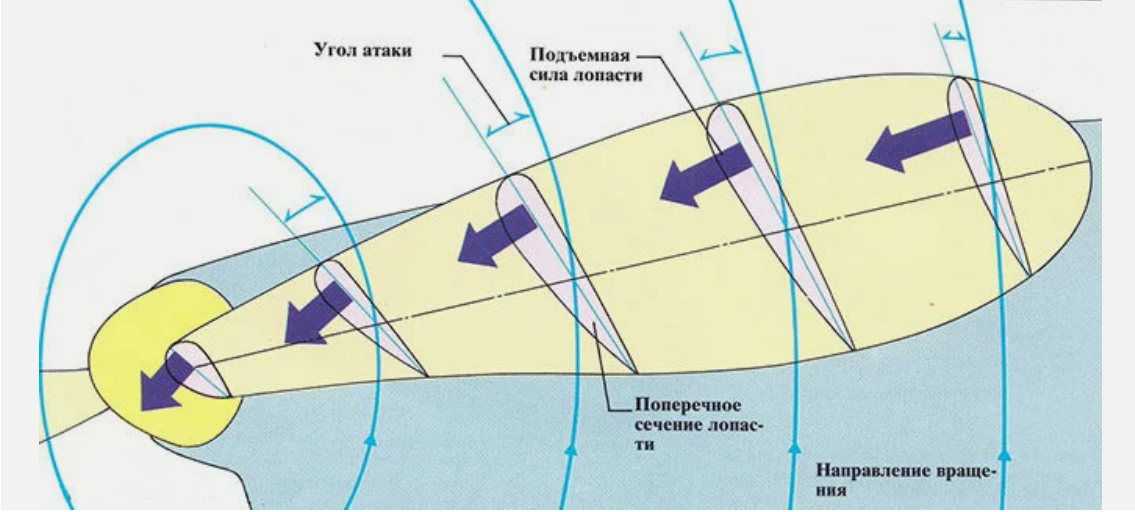 Угол атаки
Подъемная
сила лопасти
Поперечное
сечение лопас-
ти
Направление враще-
ния